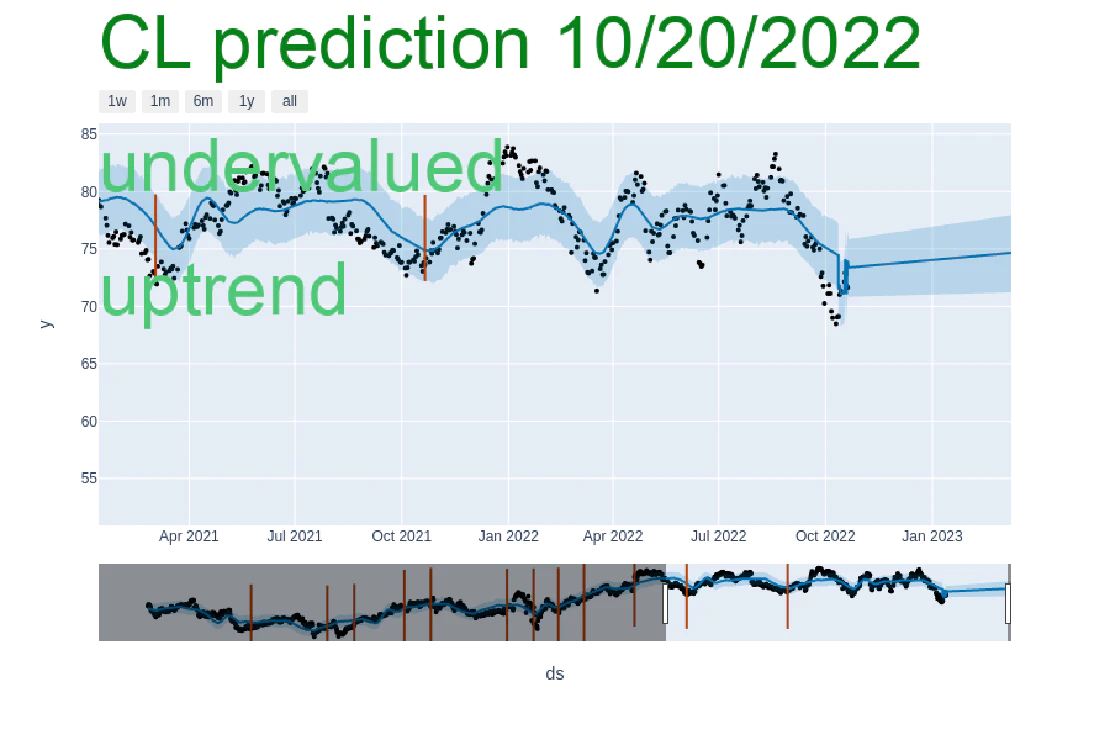 CL prediction 10/20/2022
1w 1m 6m 1y all
85
undervalued
80
75
uptrend
70
y
65
60
55
Apr 2021 Jul 2021 Oct 2021 Jan 2022 Apr 2022 Jul 2022 Oct 2022 Jan 2023
ds